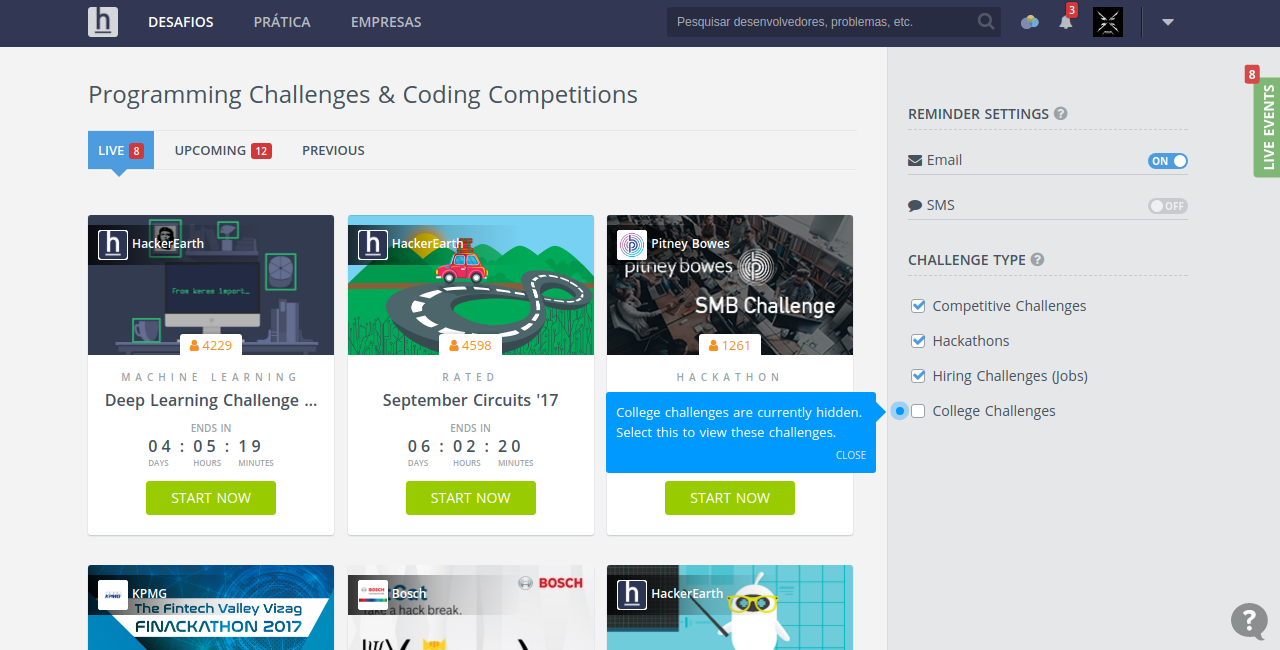 h
DESAFIOS
PRÁTICA
EMPRESAS
Pesquisar desenvolvedores, problemas, etc.
3
Programming Challenges & Coding Competitions
LIVE 8
UPCOMING 12
PREVIOUS
h HackerEarth
From keras import…_
4229
MACHINE LEARNING
Deep Learning Challenge ...
ENDS IN
04 : 05 : 19
DAYS HOURS MINUTES
START NOW
h HackerEarth
4598
RATED
September Circuits '17
ENDS IN
06 : 02 : 20
DAYS HOURS MINUTES
START NOW
Pitney Bowes
pitney bowes
SMB Challenge
1261
HACKATHON
College challenges are currently hidden.
Select this to view these challenges.
CLOSE
START NOW
KPMG
KPMG
The Fintech Valley Vizag
FINACKATHON 2017
BOSCH
Bosch
BOSCH
Take a hack break.
h HackerEarth
REMINDER SETTINGS ?
Email ON
SMS OFF
CHALLENGE TYPE ?
Competitive Challenges
Hackathons
Hiring Challenges (Jobs)
College Challenges
8
LIVE EVENTS
?